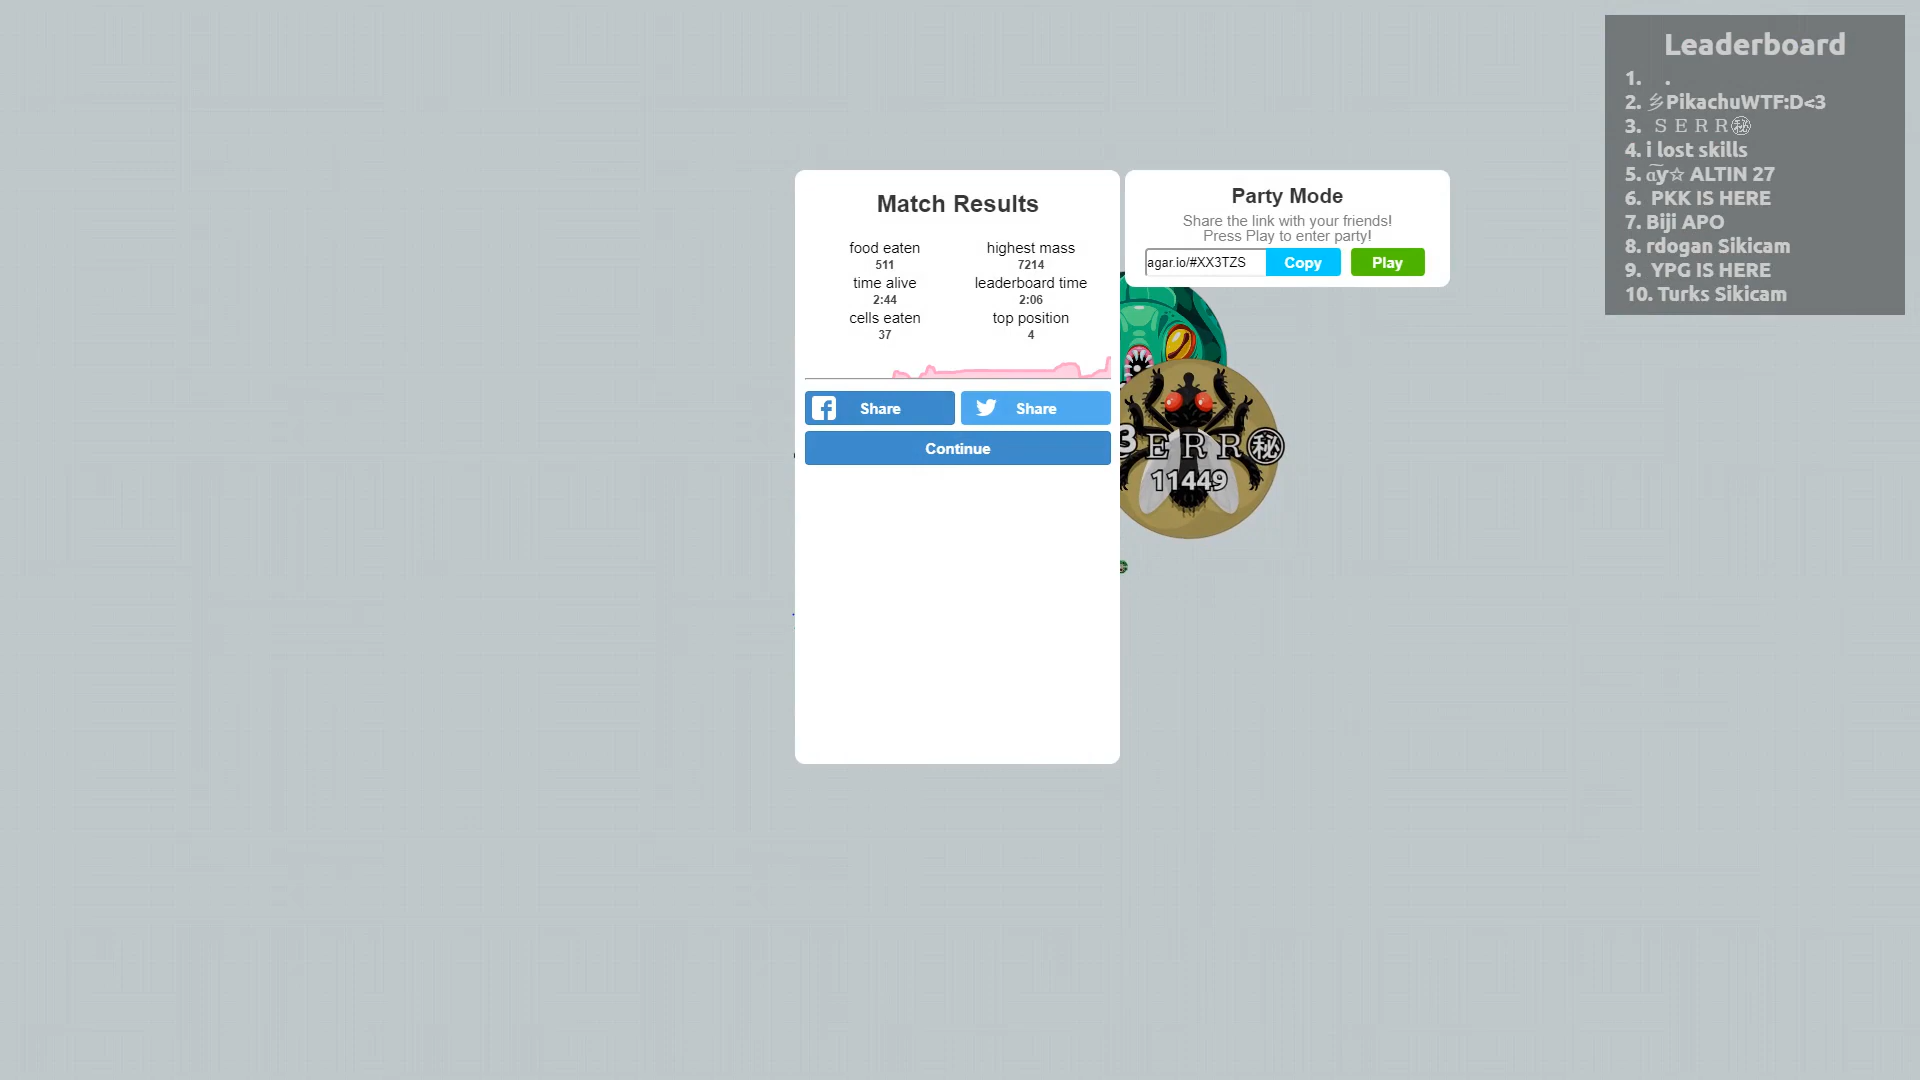 Match Results
food eaten
511
highest mass
7214
time alive
2:44
leaderboard time
2:06
cells eaten
37
top position
4
Share
Share
Continue
Party Mode
Share the link with your friends!
Press Play to enter party!
agar.io/#XX3TZS
Copy
Play
ＥＲＲ㊙
11449
Leaderboard
1. .
2. 乡PikachuWTF:D<3
3. ＳＥＲＲ㊙
4. i lost skills
5. α͠y☆ ALTIN 27
6. PKK IS HERE
7. Biji APO
8. rdogan Sikicam
9. YPG IS HERE
10. Turks Sikicam